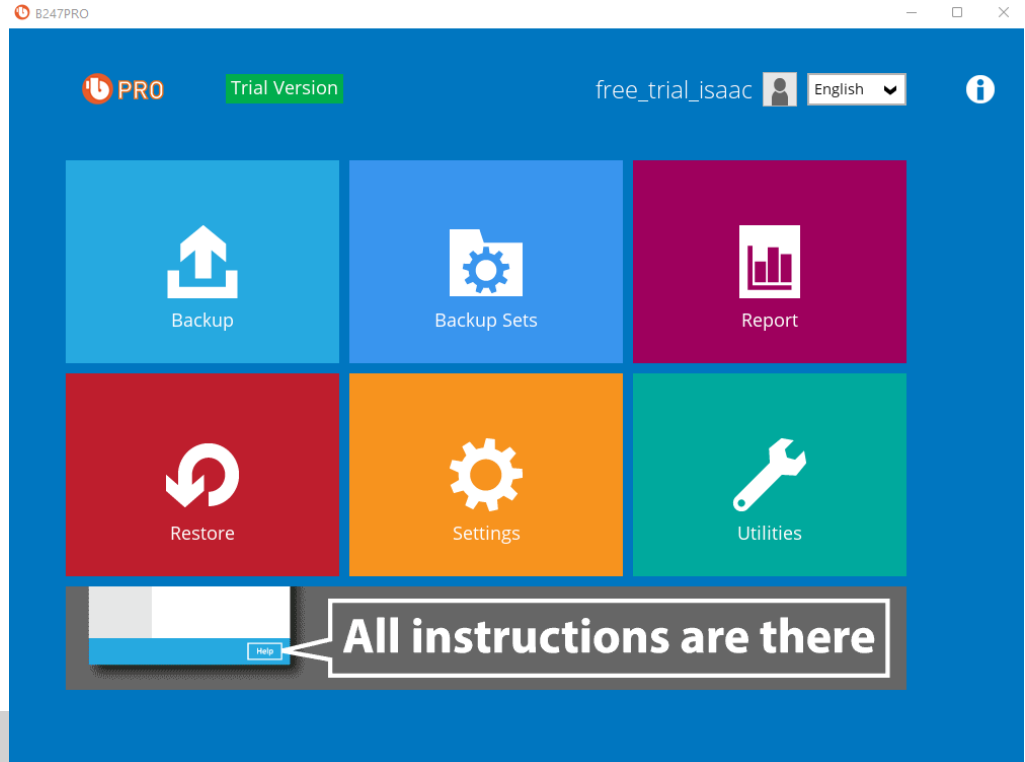 B247PRO
PRO
Trial Version
free_trial_isaac
English
Backup
Backup Sets
Report
Restore
Settings
Utilities
Help
All instructions are there